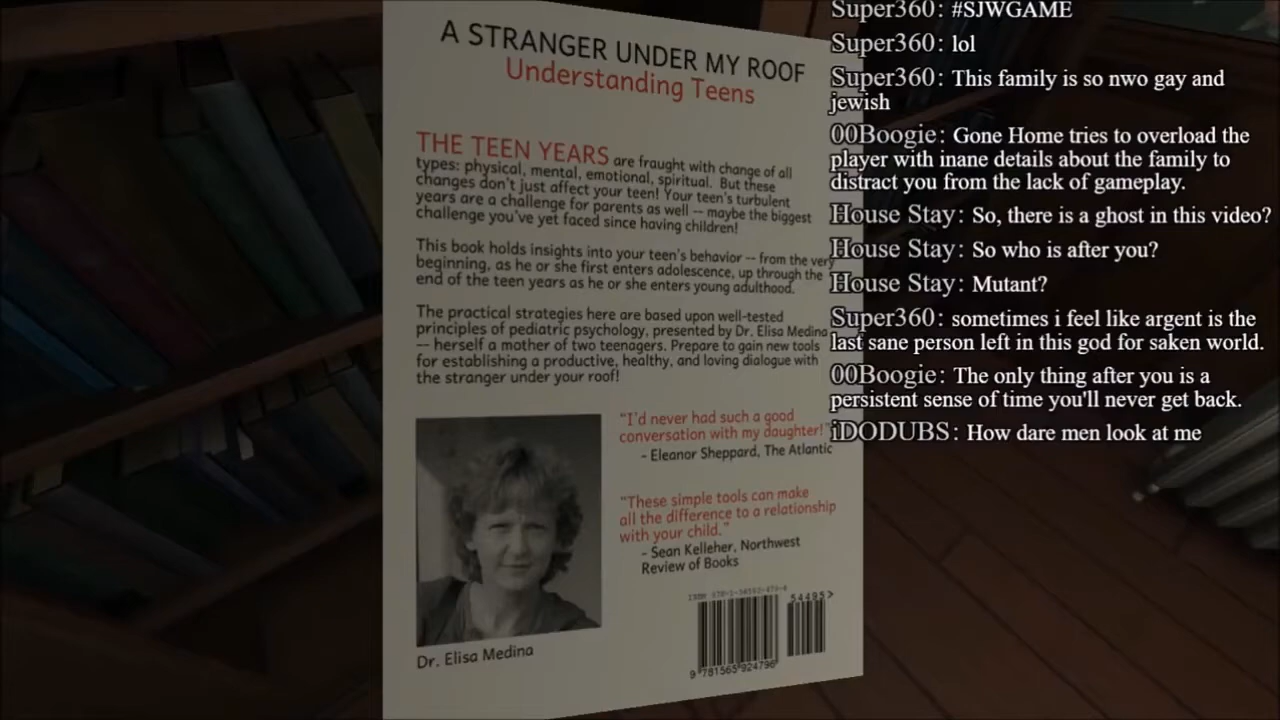 A STRANGER UNDER MY ROOF
Understanding Teens
THE TEEN YEARS are fraught with change of all
types: physical, mental, emotional, spiritual. But these
changes don't just affect your teen! Your teen's turbulent
years are a challenge for parents as well -- maybe the biggest
challenge you've yet faced since having children!
This book holds insights into your teen's behavior -- from the very
beginning, as he or she first enters adolescence, up through the
end of the teen years as he or she enters young adulthood.
The practical strategies here are based upon well-tested
principles of pediatric psychology, presented by Dr. Elisa Medina
-- herself a mother of two teenagers. Prepare to gain new tools
for establishing a productive, healthy, and loving dialogue with
the stranger under your roof!
"I'd never had such a good
conversation with my daughter!"
- Eleanor Sheppard, The Atlantic
"These simple tools can make
all the difference to a relationship
with your child."
- Sean Kelleher, Northwest
Review of Books
Dr. Elisa Medina
54495>
9 781565 924796
Super360: #SJWGAME
Super360: lol
Super360: This family is so nwo gay and
jewish
00Boogie: Gone Home tries to overload the
player with inane details about the family to
distract you from the lack of gameplay.
House Stay: So, there is a ghost in this video?
House Stay: So who is after you?
House Stay: Mutant?
Super360: sometimes i feel like argent is the
last sane person left in this god for saken world.
00Boogie: The only thing after you is a
persistent sense of time you'll never get back.
iDODUBS: How dare men look at me